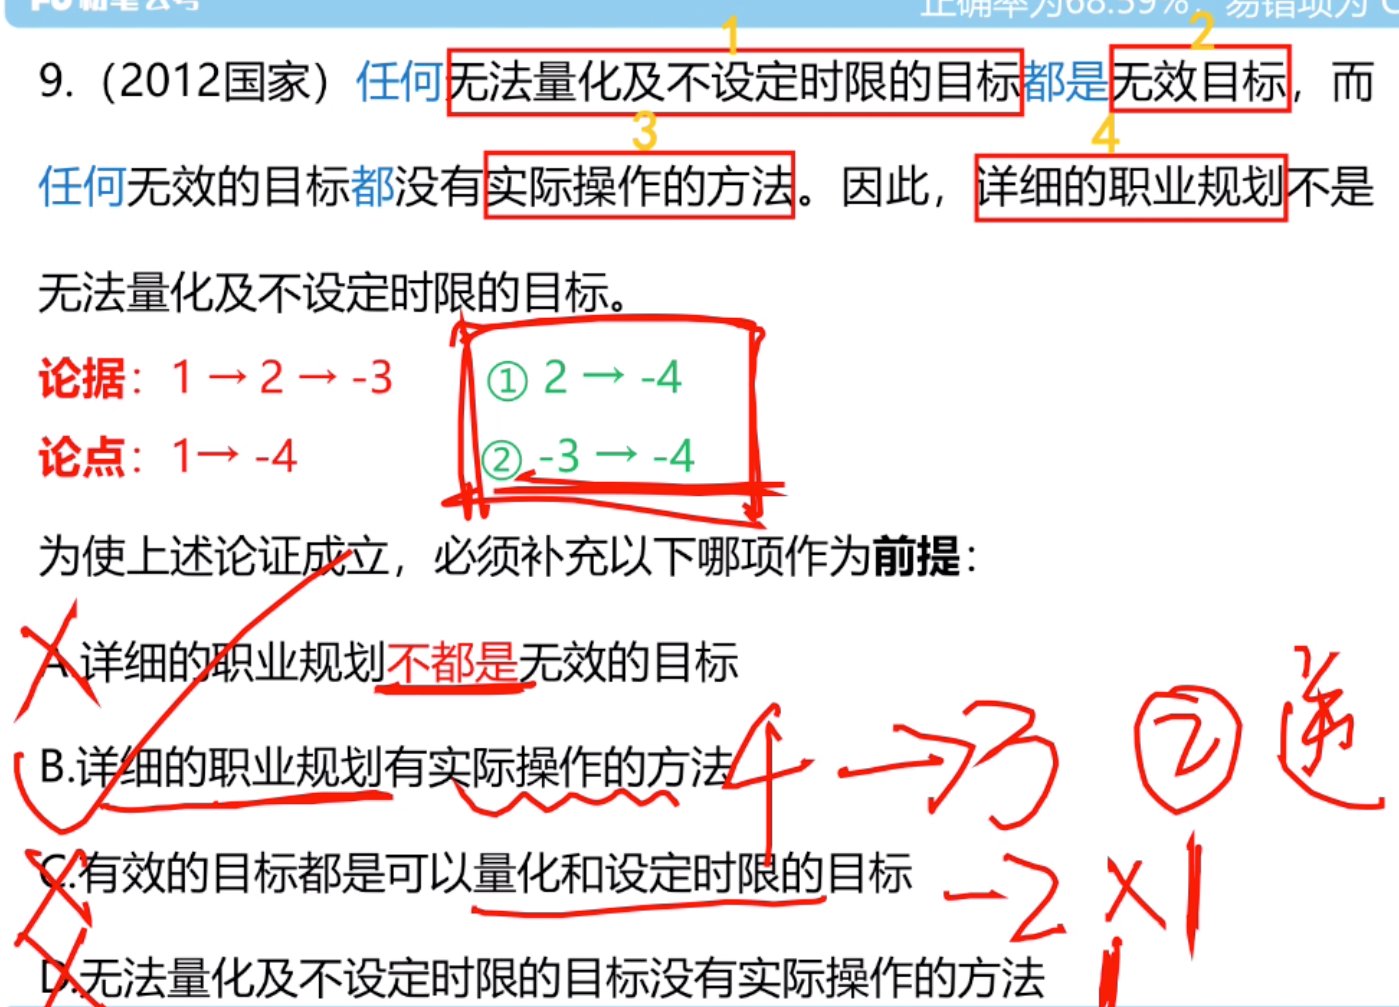 正确率为68.59%，易错项为 C
1
2
9.（2012国家）任何无法量化及不设定时限的目标都是无效目标，而
3
4
任何无效的目标都没有实际操作的方法。因此，详细的职业规划不是
无法量化及不设定时限的目标。
论据：1 → 2 → -3
① 2 → -4
论点：1→ -4
② -3 → -4
为使上述论证成立，必须补充以下哪项作为前提：
A.详细的职业规划不都是无效的目标
B.详细的职业规划有实际操作的方法
4 → 3 ② 逆
C.有效的目标都是可以量化和设定时限的目标
-2 X 1
D.无法量化及不设定时限的目标没有实际操作的方法